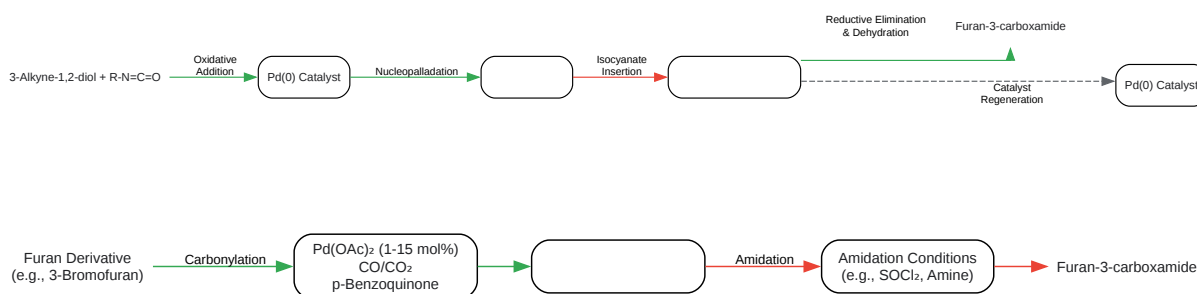 3-Alkyne-1,2-diol + R-N=C=O
Oxidative
Addition
Pd(0) Catalyst
Nucleopalladation
Isocyanate
Insertion
Reductive Elimination
& Dehydration
Furan-3-carboxamide
Catalyst
Regeneration
Pd(0) Catalyst
Furan Derivative
(e.g., 3-Bromofuran)
Carbonylation
Pd(OAc)₂ (1-15 mol%)
CO/CO₂
p-Benzoquinone
Amidation
Amidation Conditions
(e.g., SOCl₂, Amine)
Furan-3-carboxamide